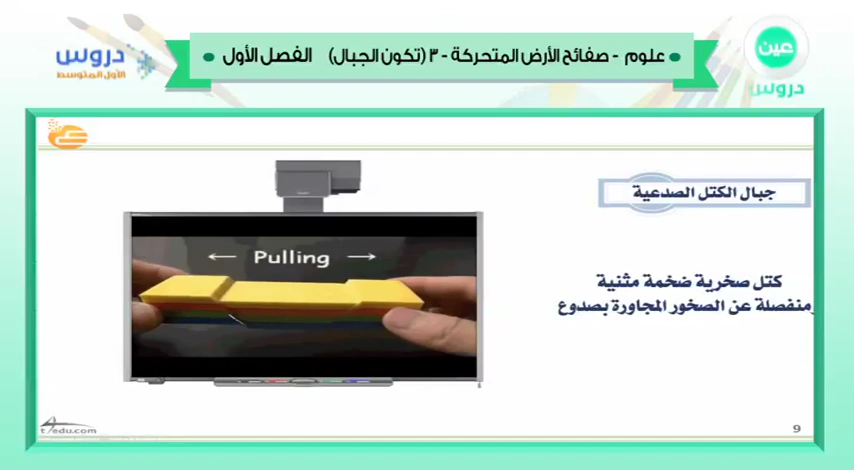 علوم - صفائح الأرض المتحركة - ٣ (تكون الجبال) الفصل الأول
عين
دروس
دروس
الأول المتوسط
جبال الكتل الصدعية
← Pulling →
كتل صخرية ضخمة مثنية
ومنفصلة عن الصخور المجاورة بصدوع
t4edu.com
9